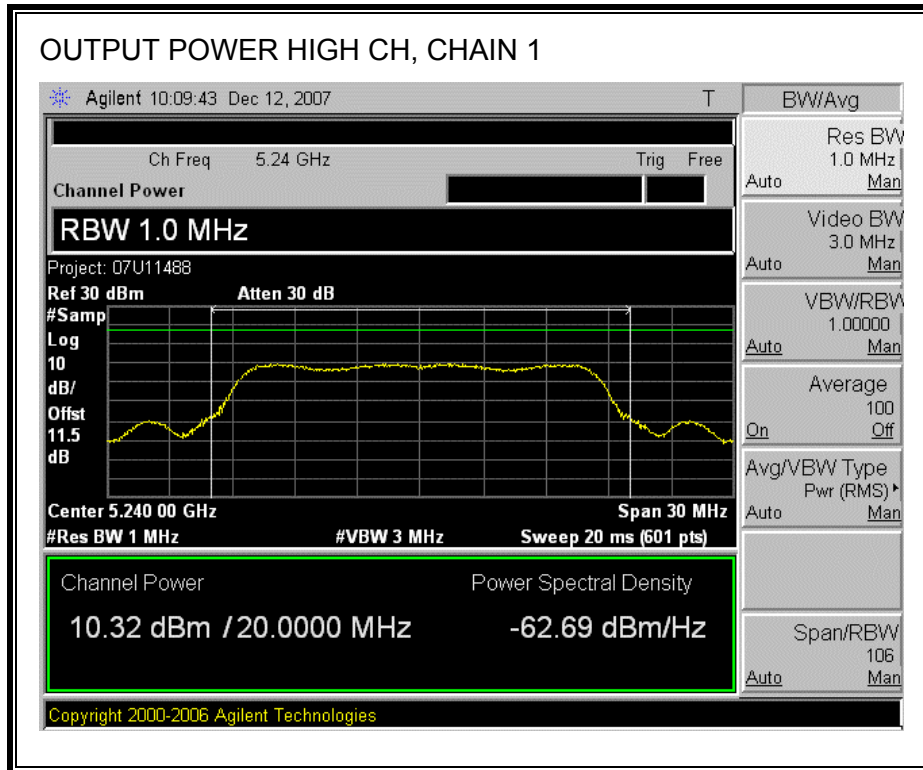 OUTPUT POWER HIGH CH, CHAIN 1
Agilent 10:09:43 Dec 12, 2007 T
BW/Avg
Ch Freq 5.24 GHz Trig Free
Channel Power
RBW 1.0 MHz
Project: 07U11488
Ref 30 dBm Atten 30 dB
#Samp
Log
10
dB/
Offst
11.5
dB
Center 5.240 00 GHz Span 30 MHz
#Res BW 1 MHz #VBW 3 MHz Sweep 20 ms (601 pts)
Channel Power Power Spectral Density
10.32 dBm / 20.0000 MHz -62.69 dBm/Hz
Copyright 2000-2006 Agilent Technologies
Res BW
1.0 MHz
Auto Man
Video BW
3.0 MHz
Auto Man
VBW/RBW
1.00000
Auto Man
Average
100
On Off
Avg/VBW Type
Pwr (RMS)
Auto Man
Span/RBW
106
Auto Man